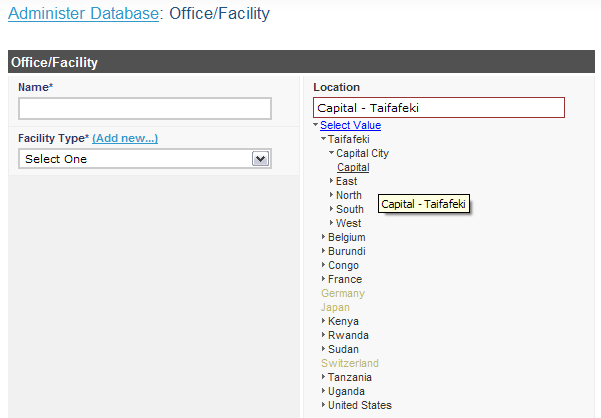 Administer Database: Office/Facility
Office/Facility
Name*
Facility Type* (Add new...)
Select One
Location
Capital - Taifafeki
Select Value
Taifafeki
Capital City
Capital
East
North
South
West
Capital - Taifafeki
Belgium
Burundi
Congo
France
Germany
Japan
Kenya
Rwanda
Sudan
Switzerland
Tanzania
Uganda
United States